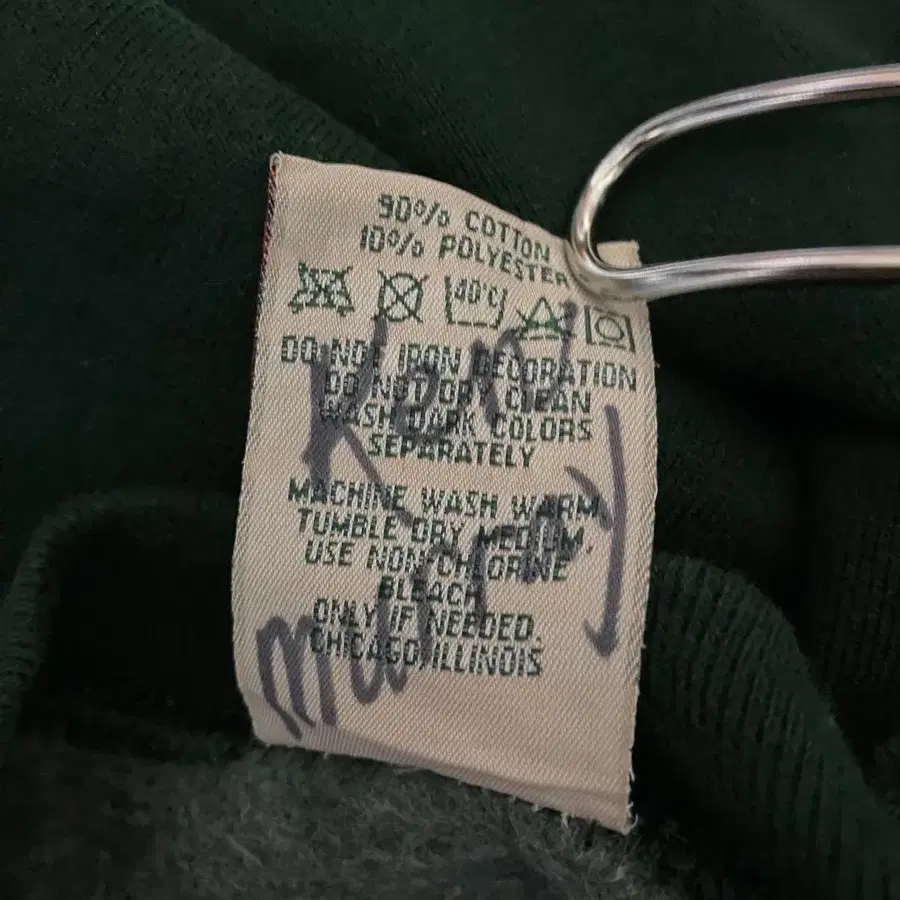 90% COTTON
10% POLYESTER
40°C
DO NOT IRON DECORATION
DO NOT DRY CLEAN
WASH DARK COLORS
SEPARATELY
MACHINE WASH WARM
TUMBLE DRY MEDIUM.
USE NON CHLORINE
BLEACH
ONLY IF NEEDED.
CHICAGO, ILLINOIS
Murray